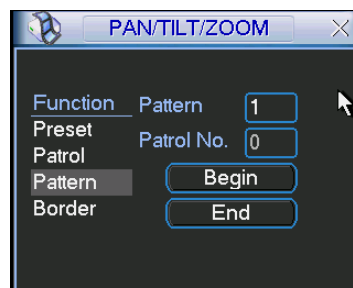 PAN/TILT/ZOOM
Function
Preset
Patrol
Pattern
Border
Pattern 1
Patrol No. 0
Begin
End